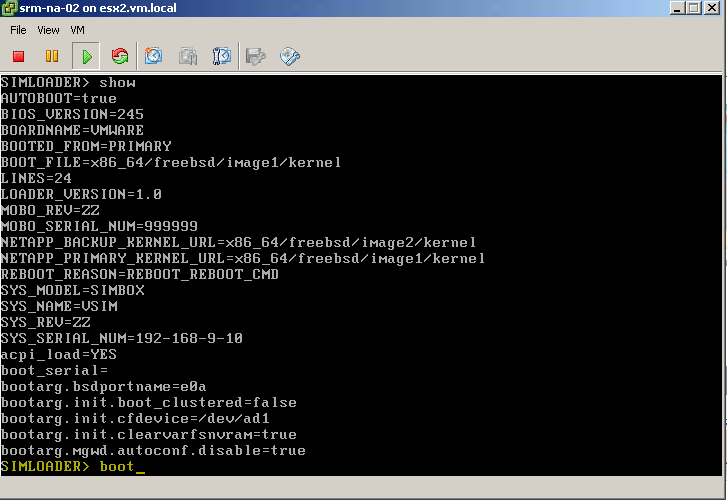 srm-na-02 on esx2.vm.local
File View VM
SIMLOADER> show
AUTOBOOT=true
BIOS_VERSION=245
BOARDNAME=VMWARE
BOOTED_FROM=PRIMARY
BOOT_FILE=x86_64/freebsd/image1/kernel
LINES=24
LOADER_VERSION=1.0
MOBO_REV=ZZ
MOBO_SERIAL_NUM=999999
NETAPP_BACKUP_KERNEL_URL=x86_64/freebsd/image2/kernel
NETAPP_PRIMARY_KERNEL_URL=x86_64/freebsd/image1/kernel
REBOOT_REASON=REBOOT_REBOOT_CMD
SYS_MODEL=SIMBOX
SYS_NAME=VSIM
SYS_REV=ZZ
SYS_SERIAL_NUM=192-168-9-10
acpi_load=YES
boot_serial=
bootarg.bsdportname=e0a
bootarg.init.boot_clustered=false
bootarg.init.cfdevice=/dev/ad1
bootarg.init.clearvarfsnvram=true
bootarg.mgwd.autoconf.disable=true
SIMLOADER> boot_